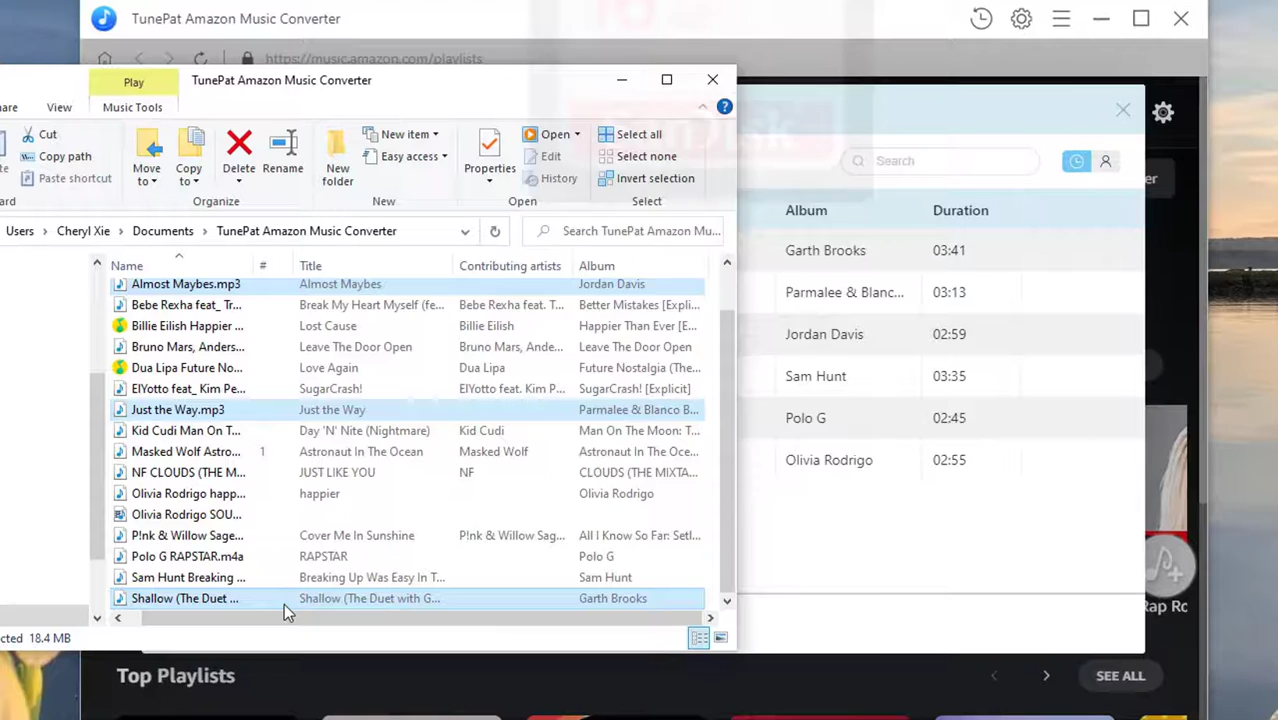 TunePat Amazon Music Converter
https://music.amazon.com/playlists
Play
TunePat Amazon Music Converter
are
View
Music Tools
Cut
Copy path
Paste shortcut
Move to
Copy to
Delete
Rename
New folder
New item
Easy access
Properties
Open
Edit
History
Select all
Select none
Invert selection
ard
Organize
New
Open
Select
Search
er
Users > Cheryl Xie > Documents > TunePat Amazon Music Converter
Search TunePat Amazon Mu...
Name # Title Contributing artists Album
Almost Maybes.mp3 Almost Maybes Jordan Davis
Bebe Rexha feat_ Tr... Break My Heart Myself (fe... Bebe Rexha feat. T... Better Mistakes [Expli...
Billie Eilish Happier ... Lost Cause Billie Eilish Happier Than Ever [E...
Bruno Mars, Anders... Leave The Door Open Bruno Mars, Ande... Leave The Door Open
Dua Lipa Future No... Love Again Dua Lipa Future Nostalgia (The...
ElYotto feat_ Kim Pe... SugarCrash! ElYotto feat. Kim P... SugarCrash! [Explicit]
Just the Way.mp3 Just the Way Parmalee & Blanco B...
Kid Cudi Man On T... Day 'N' Nite (Nightmare) Kid Cudi Man On The Moon: T...
Masked Wolf Astro... 1 Astronaut In The Ocean Masked Wolf Astronaut In The Oce...
NF CLOUDS (THE M... JUST LIKE YOU NF CLOUDS (THE MIXTA...
Olivia Rodrigo happ... happier Olivia Rodrigo
Olivia Rodrigo SOU...
P!nk & Willow Sage... Cover Me In Sunshine P!nk & Willow Sag... All I Know So Far: Setl...
Polo G RAPSTAR.m4a RAPSTAR Polo G
Sam Hunt Breaking ... Breaking Up Was Easy In T... Sam Hunt
Shallow (The Duet ... Shallow (The Duet with G... Garth Brooks
ected 18.4 MB
Album Duration
Garth Brooks 03:41
Parmalee & Blanc... 03:13
Jordan Davis 02:59
Sam Hunt 03:35
Polo G 02:45
Olivia Rodrigo 02:55
Rap Ro
Top Playlists
SEE ALL